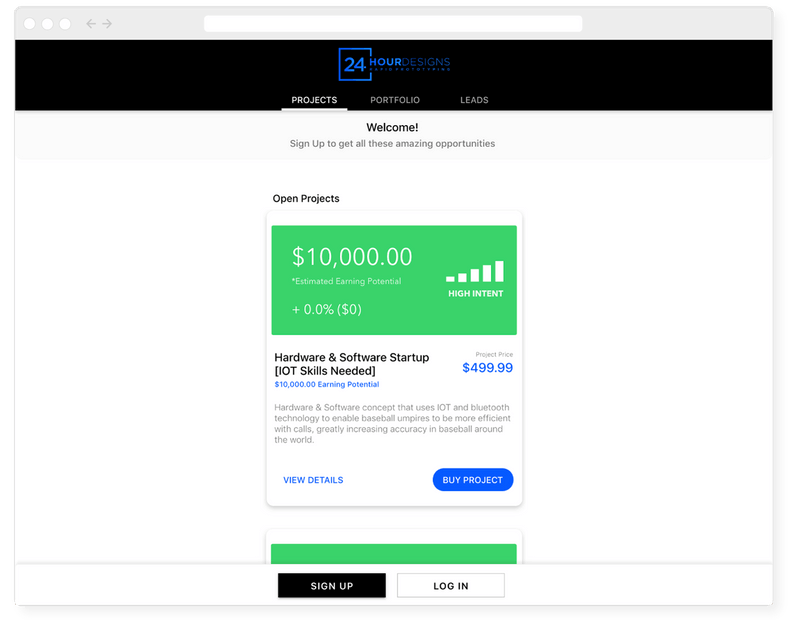 24 HOURDESIGNS
RAPID PROTOTYPING
PROJECTS PORTFOLIO LEADS
Welcome!
Sign Up to get all these amazing opportunities
Open Projects
$10,000.00
*Estimated Earning Potential
+ 0.0% ($0)
HIGH INTENT
Hardware & Software Startup
[IOT Skills Needed]
$10,000.00 Earning Potential
Project Price
$499.99
Hardware & Software concept that uses IOT and bluetooth
technology to enable baseball umpires to be more efficient
with calls, greatly increasing accuracy in baseball around
the world.
VIEW DETAILS
BUY PROJECT
SIGN UP
LOG IN